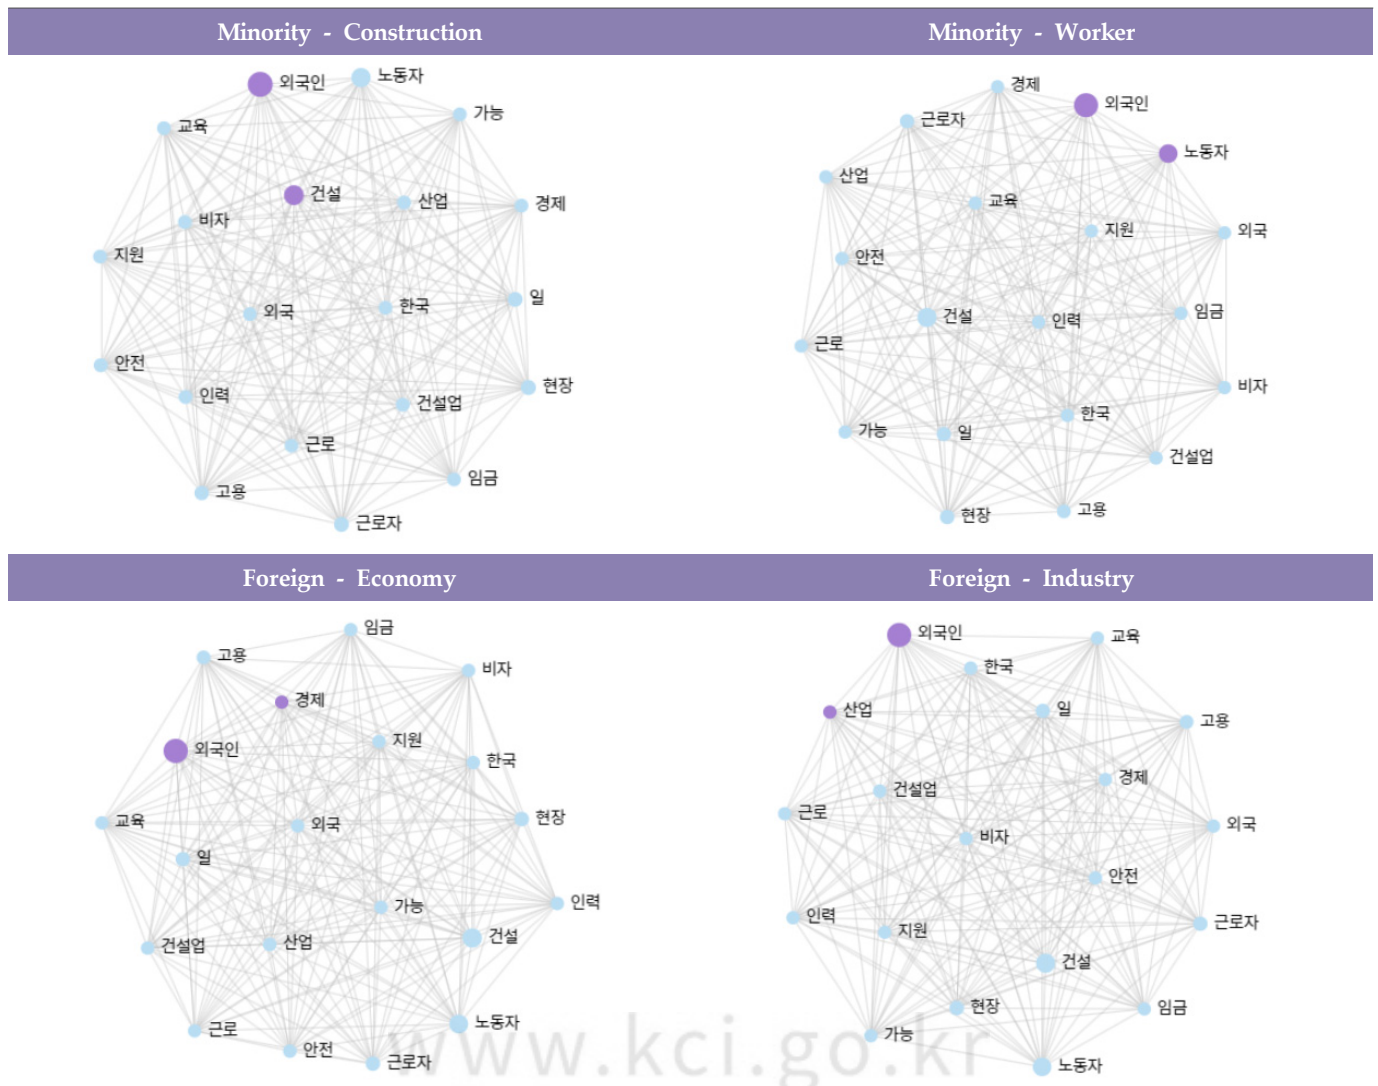 Minority - Construction
Minority - Worker
외국인
노동자
가능
교육
건설
산업
경제
비자
지원
외국
한국
일
안전
인력
건설업
현장
근로
임금
고용
근로자
경제
외국인
근로자
노동자
산업
교육
지원
외국
안전
건설
인력
임금
근로
비자
가능
일
한국
건설업
현장
고용
Foreign - Economy
Foreign - Industry
임금
고용
비자
경제
지원
외국인
한국
교육
외국
현장
일
가능
인력
건설업
산업
건설
근로
노동자
안전
근로자
외국인
교육
한국
산업
일
고용
경제
건설업
근로
외국
비자
안전
인력
지원
근로자
건설
현장
임금
가능
노동자
www.kci.go.kr